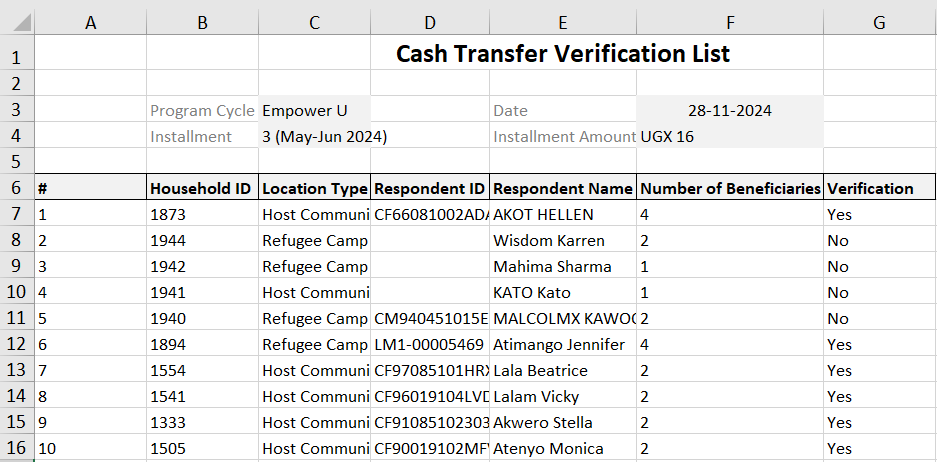 A B C D E F G
1 Cash Transfer Verification List
2
3 Program Cycle Empower U Date 28-11-2024
4 Installment 3 (May-Jun 2024) Installment Amount UGX 16
5
6 # Household ID Location Type Respondent ID Respondent Name Number of Beneficiaries Verification
7 1 1873 Host Communi CF66081002AD AKOT HELLEN 4 Yes
8 2 1944 Refugee Camp Wisdom Karren 2 No
9 3 1942 Refugee Camp Mahima Sharma 1 No
10 4 1941 Host Communi KATO Kato 1 No
11 5 1940 Refugee Camp CM940451015E MALCOLMX KAWO 2 No
12 6 1894 Refugee Camp LM1-00005469 Atimango Jennifer 4 Yes
13 7 1554 Host Communi CF97085101HR Lala Beatrice 2 Yes
14 8 1541 Host Communi CF96019104LV Lalam Vicky 2 Yes
15 9 1333 Host Communi CF91085102303 Akwero Stella 2 Yes
16 10 1505 Host Communi CF90019102MF Atenyo Monica 2 Yes